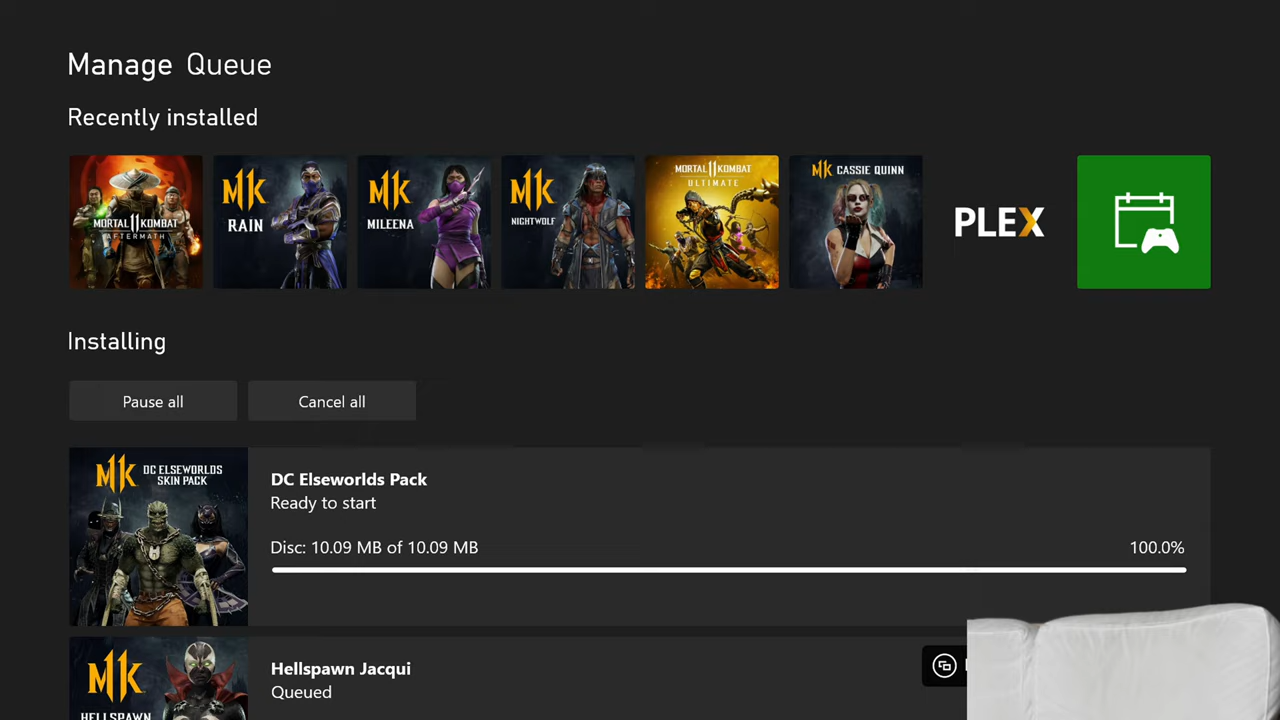 Manage Queue
Recently installed
MORTAL KOMBAT 11
AFTERMATH
MK
RAIN
MK
MILEENA
MK
NIGHTWOLF
MORTAL KOMBAT 11
ULTIMATE
MK CASSIE QUINN
PLEX
Installing
Pause all
Cancel all
MK DC ELSEWORLDS
SKIN PACK
DC Elseworlds Pack
Ready to start
Disc: 10.09 MB of 10.09 MB
100.0%
MK
HELLSPAWN
Hellspawn Jacqui
Queued